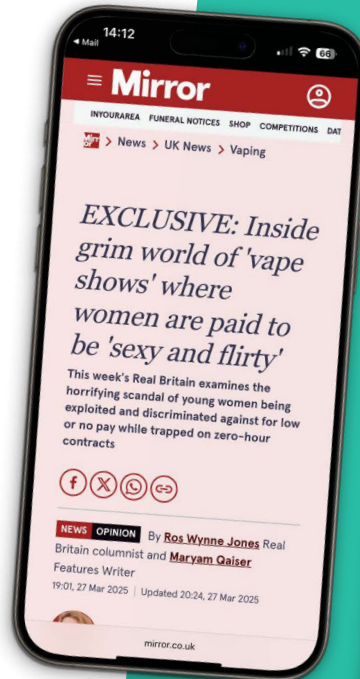 14:12
Mail
66
Mirror
INYOURAREA FUNERAL NOTICES SHOP COMPETITIONS DAT
Mirror > News > UK News > Vaping
EXCLUSIVE: Inside
grim world of 'vape
shows' where
women are paid to
be 'sexy and flirty'
This week's Real Britain examines the
horrifying scandal of young women being
exploited and discriminated against for low
or no pay while trapped on zero-hour
contracts
NEWS OPINION By Ros Wynne Jones Real
Britain columnist and Maryam Qaiser
Features Writer
19:01, 27 Mar 2025 | Updated 20:24, 27 Mar 2025
mirror.co.uk